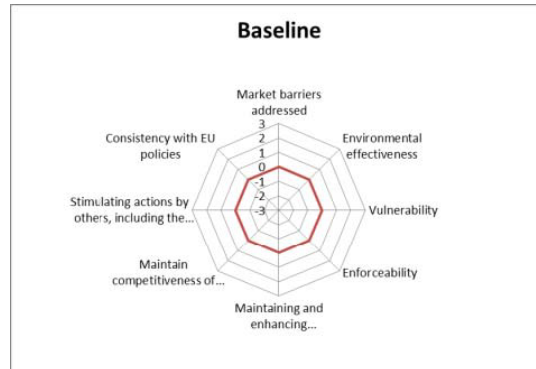 Baseline
Market barriers
addressed
3
2
1
0
-1
-2
-3
Environmental
effectiveness
Vulnerability
Enforceability
Maintaining and
enhancing...
Maintain
competitiveness of...
Stimulating actions by
others, including the...
Consistency with EU
policies